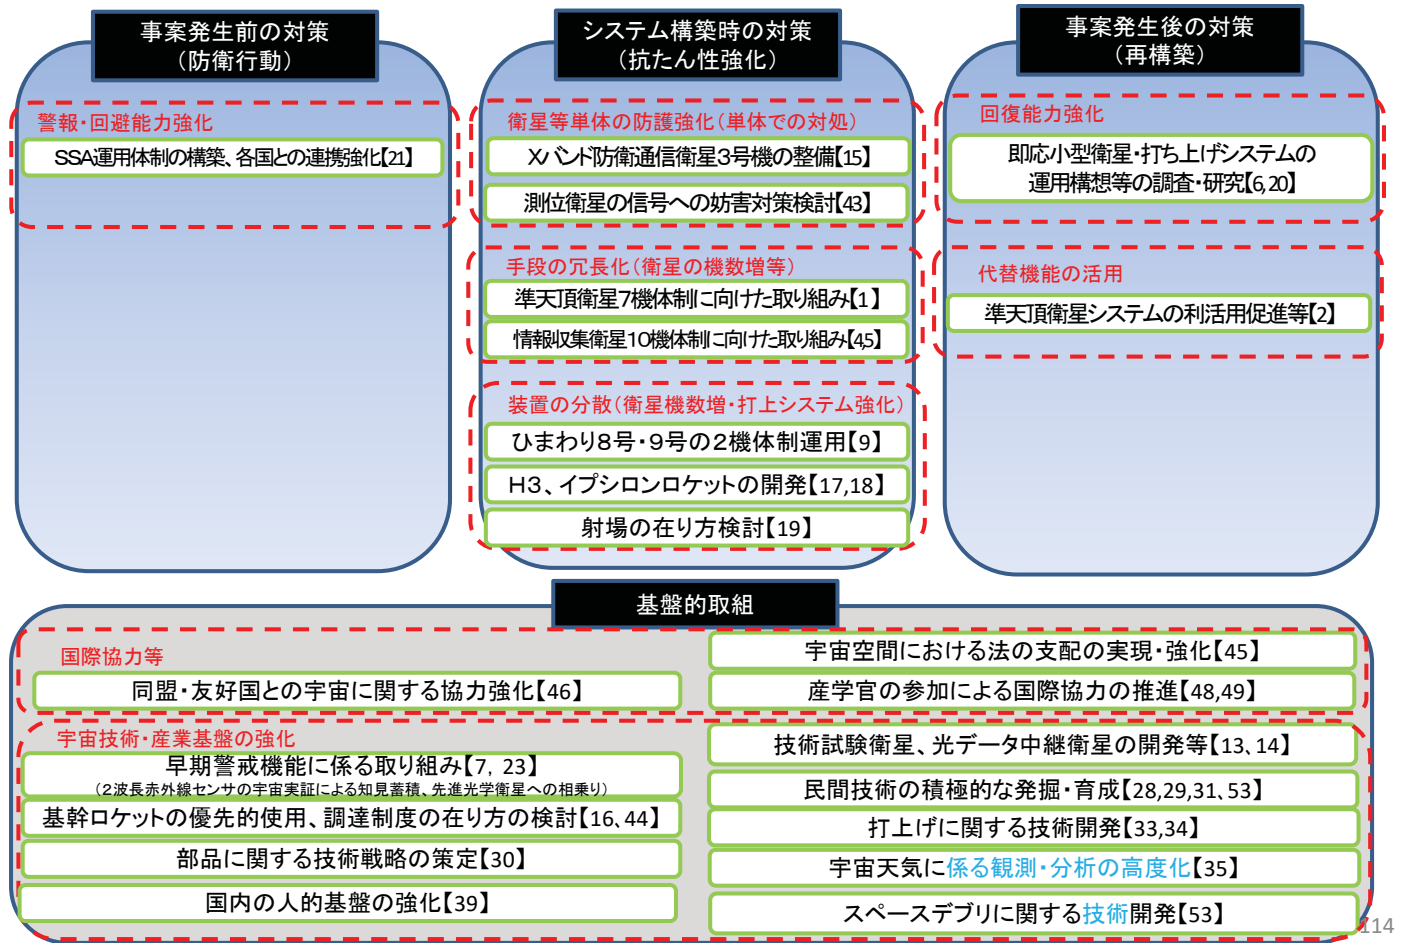 事案発生前の対策
（防衛行動）
警報・回避能力強化
SSA運用体制の構築、各国との連携強化【21】
システム構築時の対策
（抗たん性強化）
衛星等単体の防護強化（単体での対処）
Xバンド防衛通信衛星3号機の整備【15】
測位衛星の信号への妨害対策検討【43】
手段の冗長化（衛星の機数増等）
準天頂衛星7機体制に向けた取り組み【1】
情報収集衛星10機体制に向けた取り組み【4,5】
装置の分散（衛星機数増・打上システム強化）
ひまわり8号・9号の2機体制運用【9】
H3、イプシロンロケットの開発【17,18】
射場の在り方検討【19】
事案発生後の対策
（再構築）
回復能力強化
即応小型衛星・打ち上げシステムの
運用構想等の調査・研究【6,20】
代替機能の活用
準天頂衛星システムの利活用促進等【2】
基盤的取組
国際協力等
同盟・友好国との宇宙に関する協力強化【46】
宇宙空間における法の支配の実現・強化【45】
産学官の参加による国際協力の推進【48,49】
宇宙技術・産業基盤の強化
早期警戒機能に係る取り組み【7, 23】
（2波長赤外線センサの宇宙実証による知見蓄積、先進光学衛星への相乗り）
基幹ロケットの優先的使用、調達制度の在り方の検討【16、44】
部品に関する技術戦略の策定【30】
国内の人的基盤の強化【39】
技術試験衛星、光データ中継衛星の開発等【13、14】
民間技術の積極的な発掘・育成【28,29,31、53】
打上げに関する技術開発【33,34】
宇宙天気に係る観測・分析の高度化【35】
スペースデブリに関する技術開発【53】
114